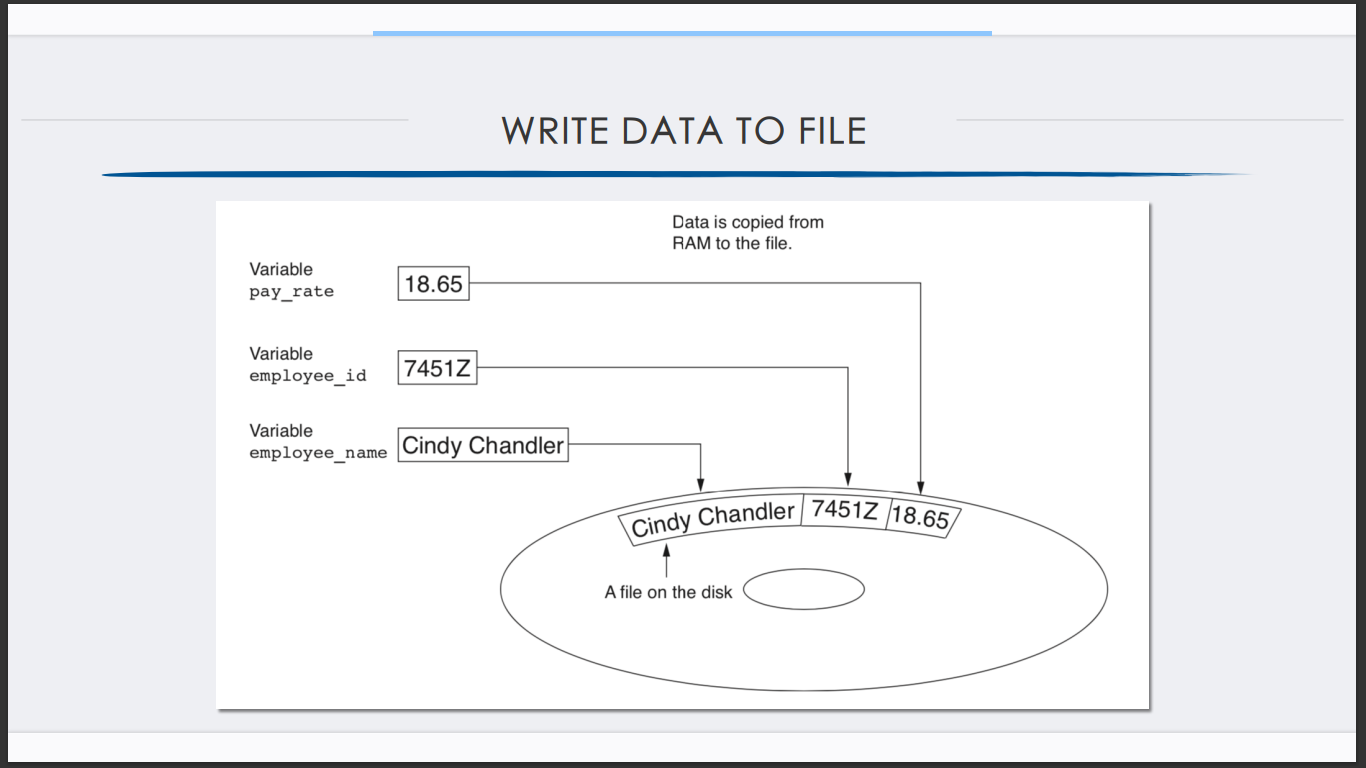 WRITE DATA TO FILE
Data is copied from
RAM to the file.
Variable
pay_rate
18.65
Variable
employee_id
7451Z
Variable
employee_name
Cindy Chandler
Cindy Chandler 7451Z 18.65
A file on the disk